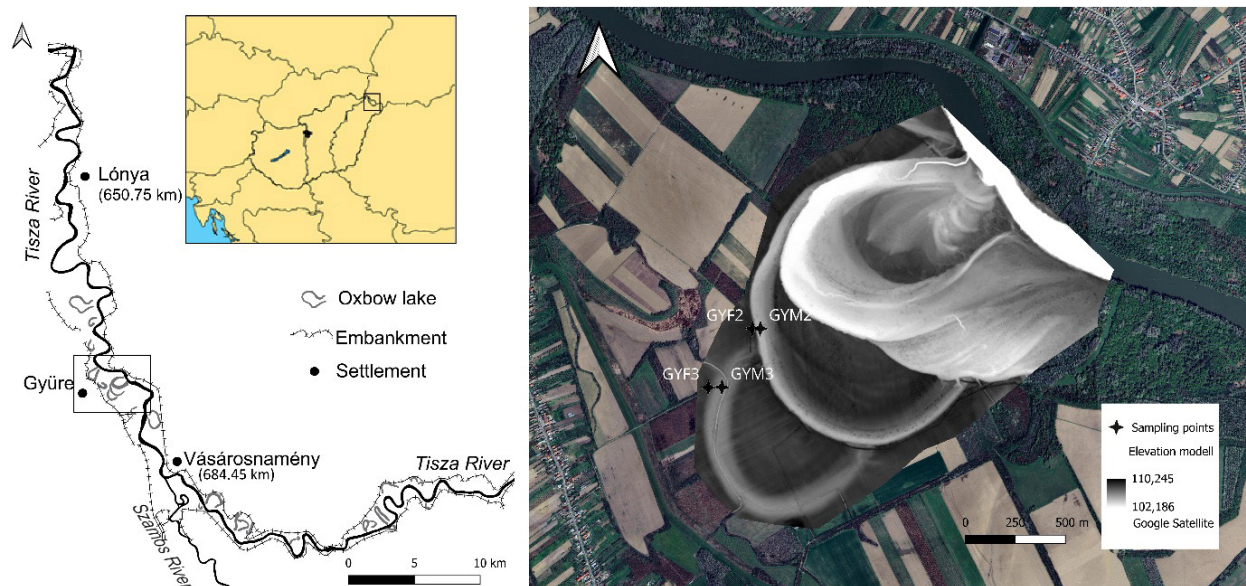 Lónya
(650.75 km)
Tisza River
Oxbow lake
Embankment
Settlement
Gyüre
Vásárosnamény
(684.45 km)
Tisza River
Szamos River
0 5 10 km
GYF2 GYM2
GYF3 GYM3
Sampling points
Elevation modell
110,245
102,186
Google Satellite
0 250 500 m